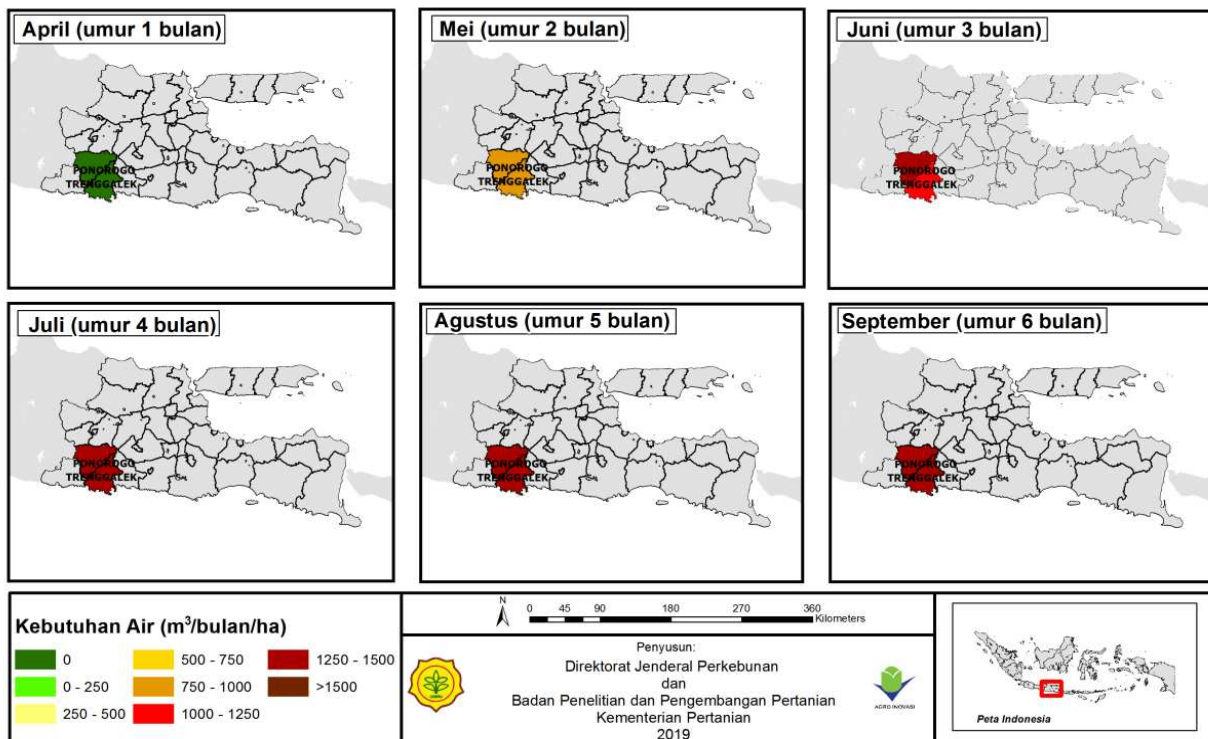 April (umur 1 bulan)
PONOROGO
TRENGGALEK
Mei (umur 2 bulan)
PONOROGO
TRENGGALEK
Juni (umur 3 bulan)
PONOROGO
TRENGGALEK
Juli (umur 4 bulan)
PONOROGO
TRENGGALEK
Agustus (umur 5 bulan)
PONOROGO
TRENGGALEK
September (umur 6 bulan)
PONOROGO
TRENGGALEK
Kebutuhan Air (m³/bulan/ha)
0
0 - 250
250 - 500
500 - 750
750 - 1000
1000 - 1250
1250 - 1500
>1500
N
0 45 90 180 270 360
Kilometers
Penyusun:
Direktorat Jenderal Perkebunan
dan
Badan Penelitian dan Pengembangan Pertanian
Kementerian Pertanian
2019
AGRO INOVASI
Peta Indonesia